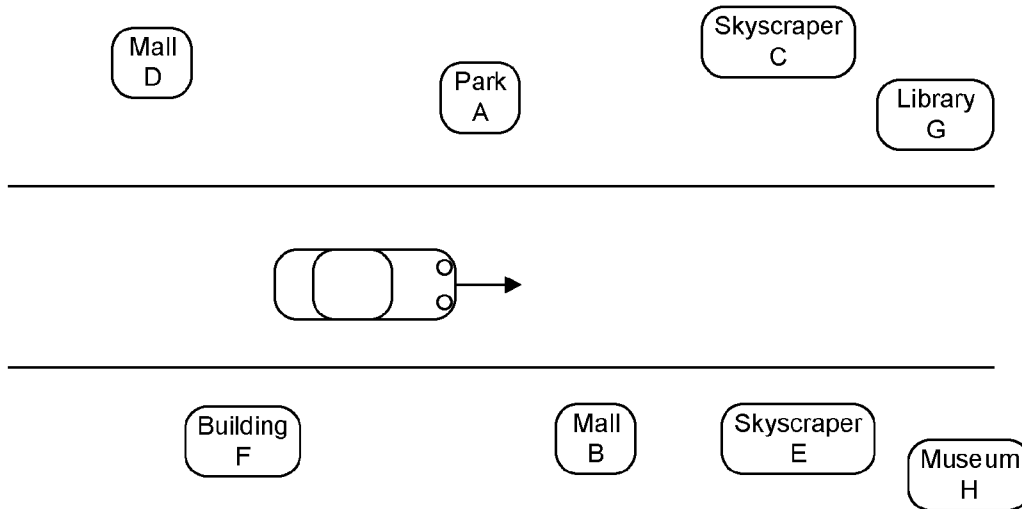 Mall
D
Park
A
Skyscraper
C
Library
G
Building
F
Mall
B
Skyscraper
E
Museum
H